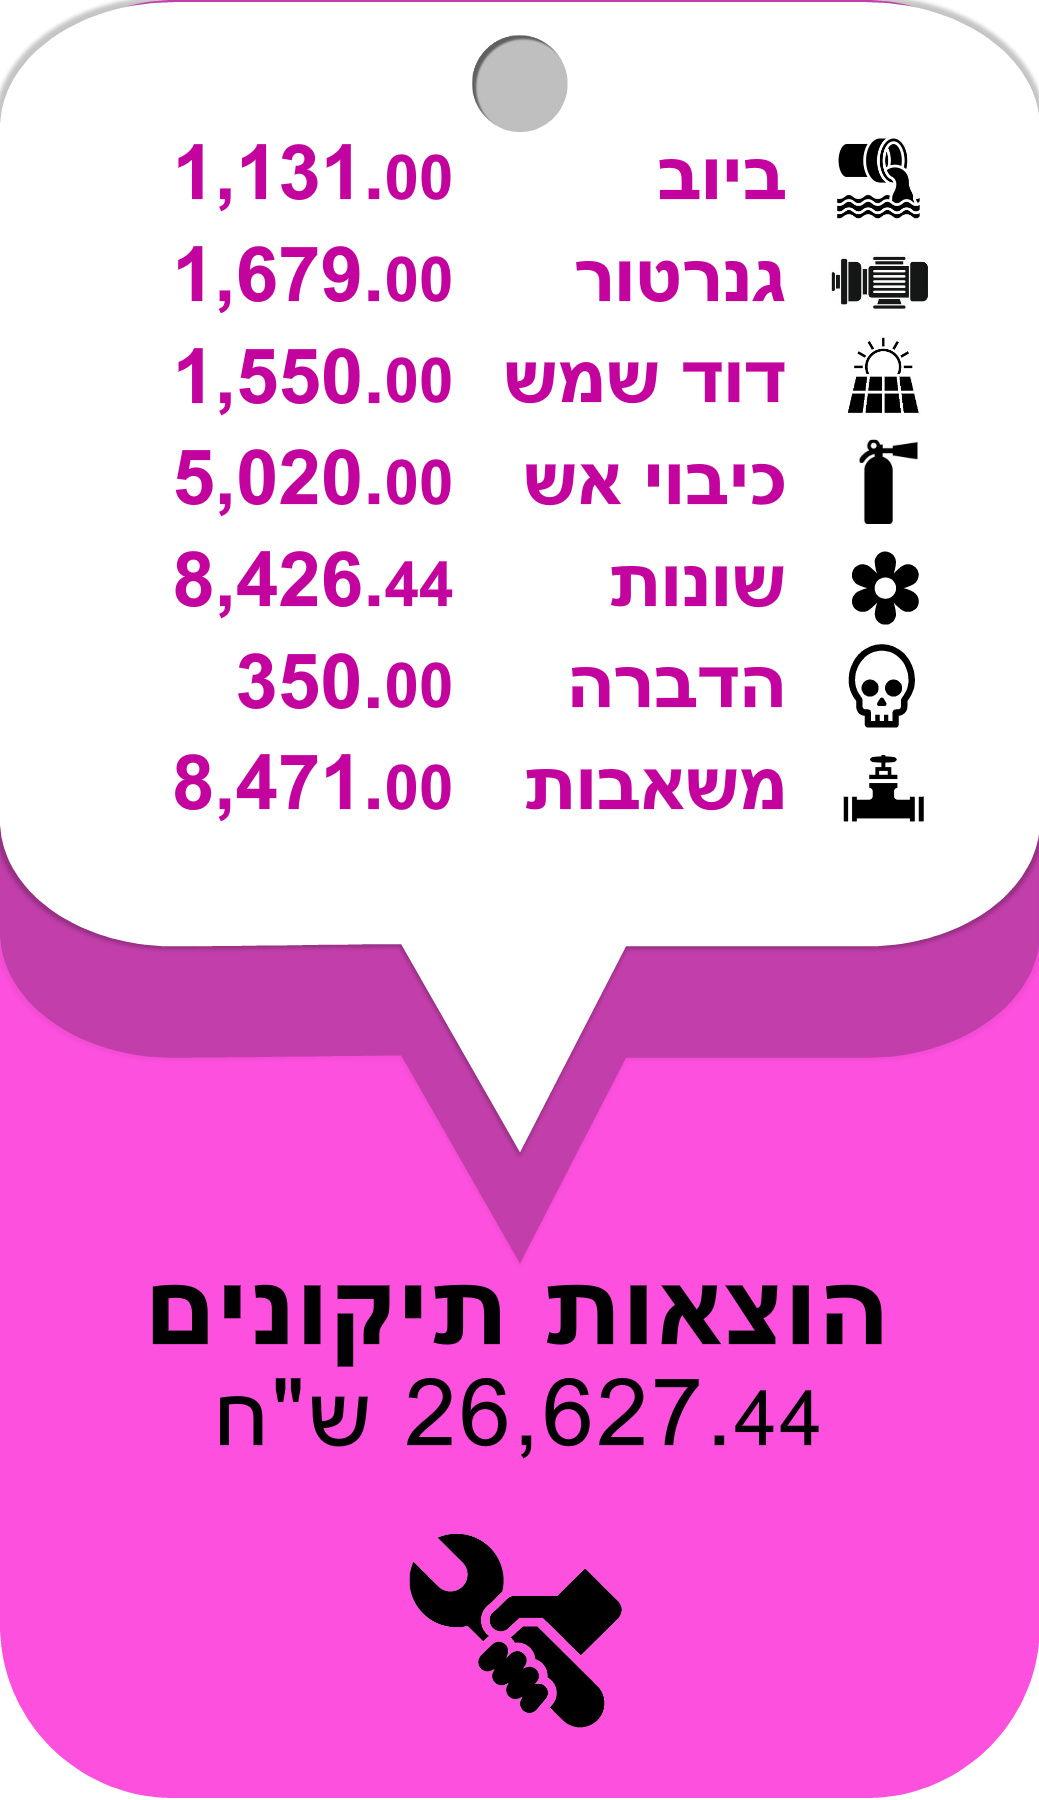 ביוב 1,131.00
גנרטור 1,679.00
דוד שמש 1,550.00
כיבוי אש 5,020.00
שונות 8,426.44
הדברה 350.00
משאבות 8,471.00
הוצאות תיקונים
26,627.44 ש"ח